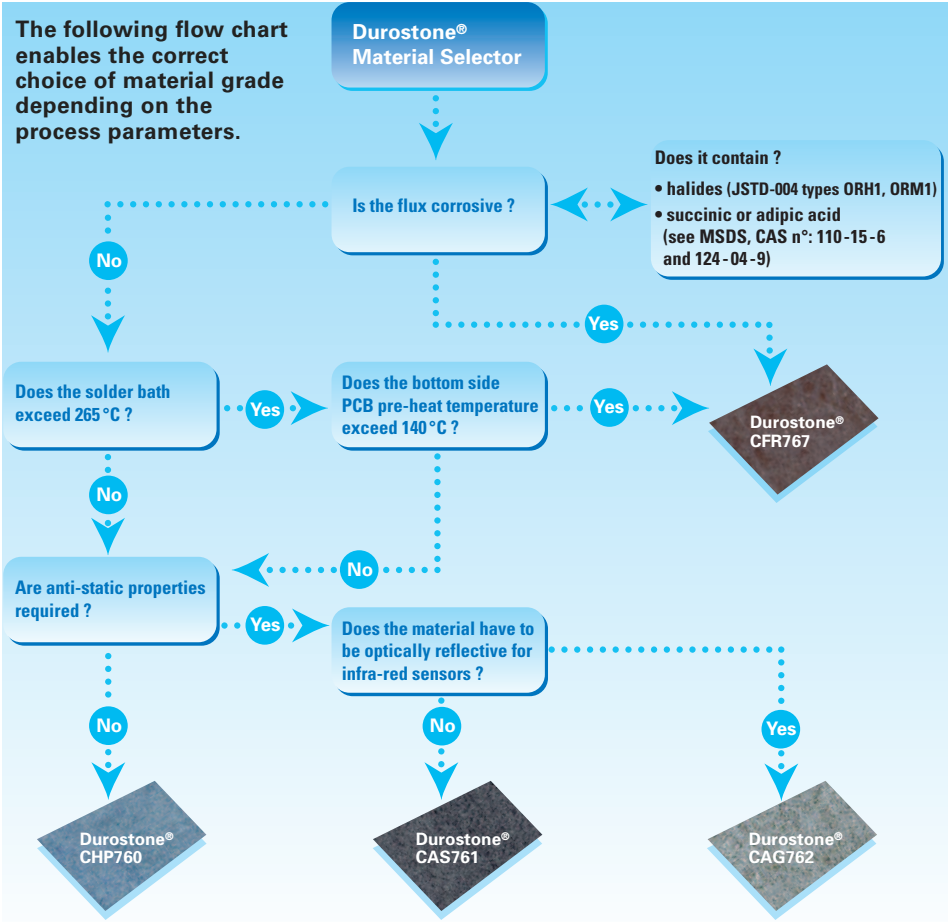 The following flow chart
enables the correct
choice of material grade
depending on the
process parameters.
Durostone®
Material Selector
Is the flux corrosive ?
Does it contain ?
• halides (JSTD-004 types ORH1, ORM1)
• succinic or adipic acid
(see MSDS, CAS n°: 110-15-6
and 124-04-9)
No
Yes
Does the solder bath
exceed 265°C ?
Yes
Does the bottom side
PCB pre-heat temperature
exceed 140°C ?
Yes
Durostone®
CFR767
No
No
Are anti-static properties
required ?
Yes
Does the material have to
be optically reflective for
infra-red sensors ?
No
No
Yes
Durostone®
CHP760
Durostone®
CAS761
Durostone®
CAG762